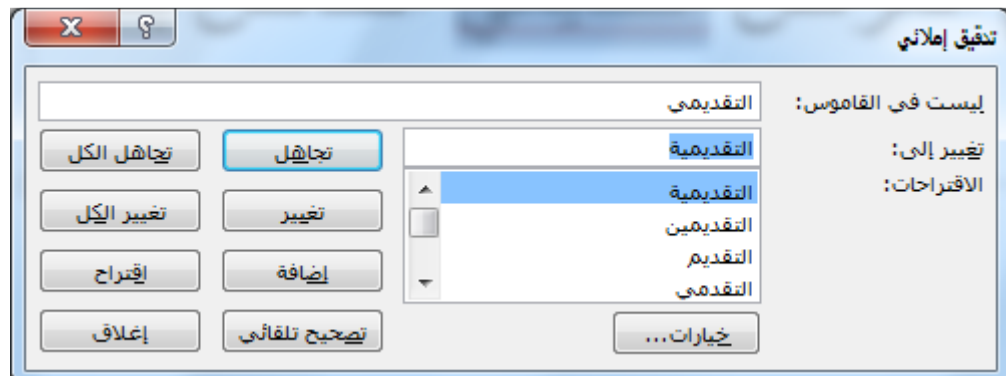 تدقيق إملائي
ليست في القاموس: التقديمي
تغيير إلى: التقديمية
تجاهل
تجاهل الكل
الاقتراحات:
التقديمية
التقديمين
التقديم
التقدمي
تغيير
تغيير الكل
إضافة
اقتراح
خيارات...
تصحيح تلقائي
إغلاق